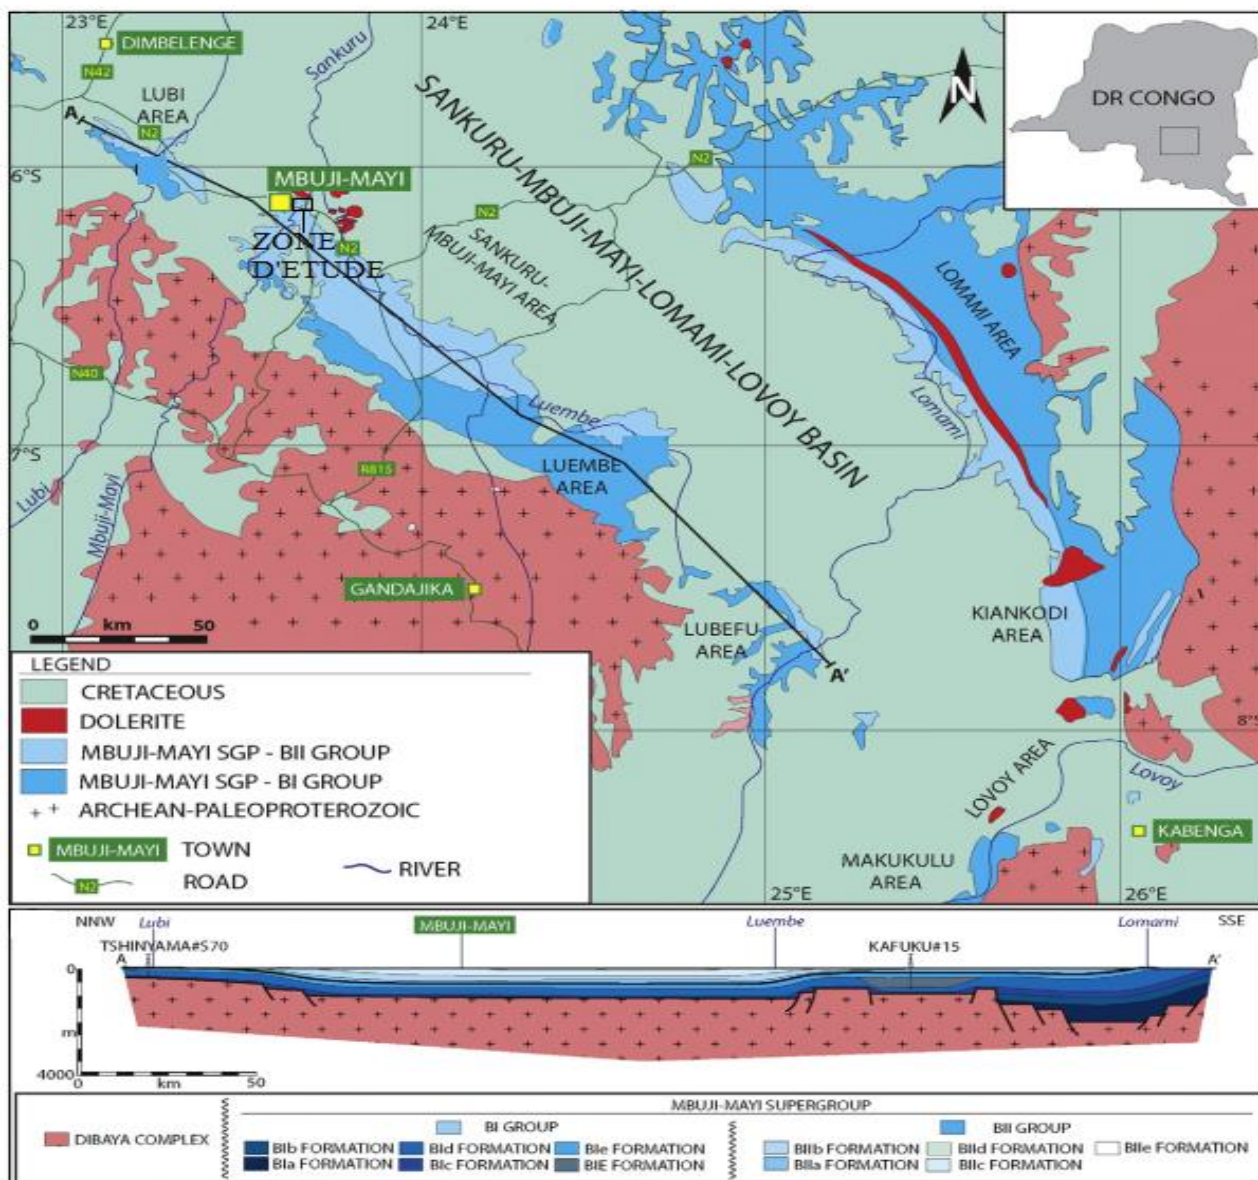 23°E
24°E
DIMBELENGE
N42
Sankuru
LUBI
AREA
A
N2
N
DR CONGO
6°S
MBUJI-MAYI
N2
SANKURU-MBUJI-MAYI-LOMAMI-LOVOY BASIN
N2
ZONE
D'ETUDE
N2
SANKURU-
MBUJI-MAYI AREA
LOMAMI AREA
N40
Luembe
Lomami
7°S
LUEMBE
AREA
R815
Lubi
Mbuji-Mayi
GANDAJIKA
KIANKODI
AREA
LUBEFU
AREA
A'
0 km 50
8°S
LEGEND
CRETACEOUS
DOLERITE
MBUJI-MAYI SGP - BII GROUP
MBUJI-MAYI SGP - BI GROUP
+ + ARCHEAN-PALEOPROTEROZOIC
MBUJI-MAYI TOWN
N2 ROAD
RIVER
LOVOY AREA
Lovoy
KABENGA
MAKUKULU
AREA
25°E
26°E
NNW
Lubi
MBUJI-MAYI
Luembe
Lomami
SSE
TSHINYAMA#S70
KAFUKU#15
A
A'
0
m
4000
0 km 50
MBUJI-MAYI SUPERGROUP
DIBAYA COMPLEX
BI GROUP
BII GROUP
BIb FORMATION
BId FORMATION
BIe FORMATION
BIIb FORMATION
BIId FORMATION
BIIe FORMATION
BIa FORMATION
BIc FORMATION
BIE FORMATION
BIIa FORMATION
BIIc FORMATION